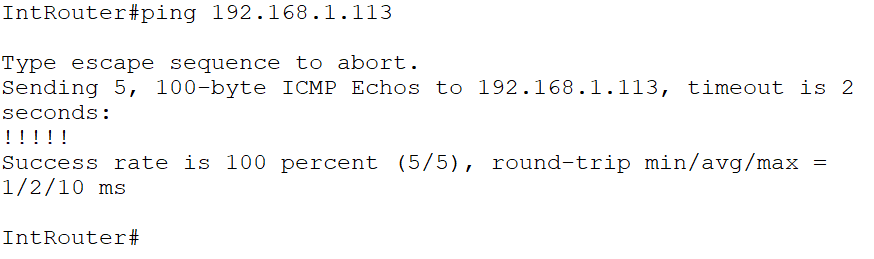 IntRouter#ping 192.168.1.113
Type escape sequence to abort.
Sending 5, 100-byte ICMP Echos to 192.168.1.113, timeout is 2
seconds:
!!!!!
Success rate is 100 percent (5/5), round-trip min/avg/max =
1/2/10 ms
IntRouter#